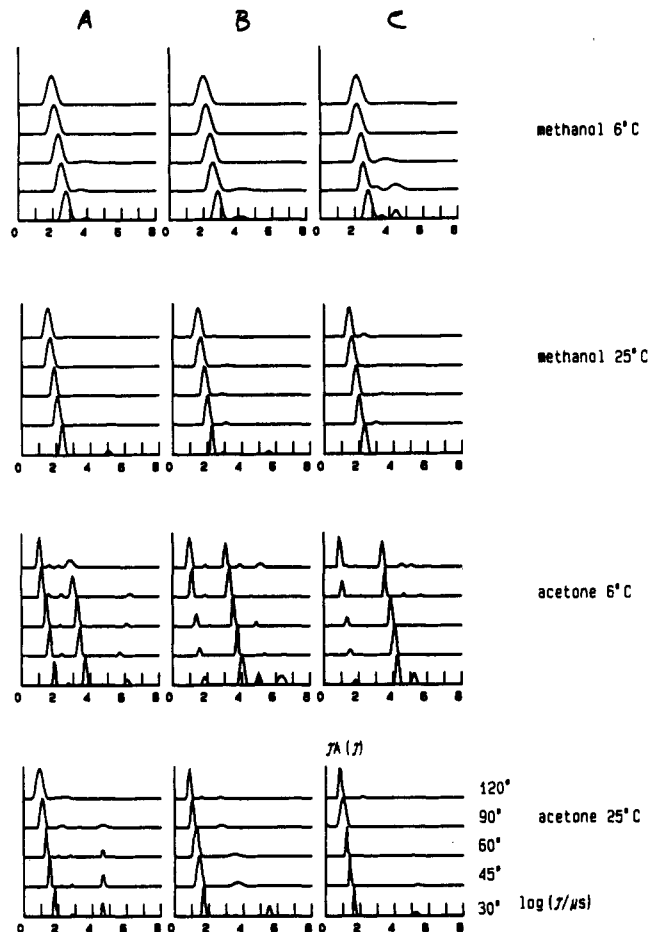 A B C
methanol 6°C
0 2 4 6 8 0 2 4 6 8 0 2 4 6 8
methanol 25°C
0 2 4 6 8 0 2 4 6 8 0 2 4 6 8
acetone 6°C
0 2 4 6 8 0 2 4 6 8 0 2 4 6 8
𝒯A(𝒯)
120°
90° acetone 25°C
60°
45°
30° log(𝒯/μs)
0 2 4 6 8 0 2 4 6 8 0 2 4 6 8